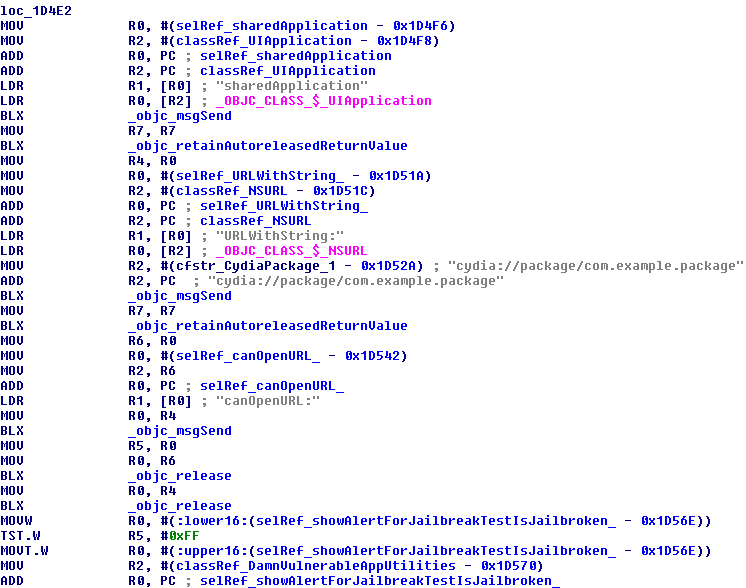 loc_1D4E2
MOV R0, #(selRef_sharedApplication - 0x1D4F6)
MOV R2, #(classRef_UIApplication - 0x1D4F8)
ADD R0, PC ; selRef_sharedApplication
ADD R2, PC ; classRef_UIApplication
LDR R1, [R0] ; "sharedApplication"
LDR R0, [R2] ; _OBJC_CLASS_$_UIApplication
BLX _objc_msgSend
MOV R7, R7
BLX _objc_retainAutoreleasedReturnValue
MOV R4, R0
MOV R0, #(selRef_URLWithString_ - 0x1D51A)
MOV R2, #(classRef_NSURL - 0x1D51C)
ADD R0, PC ; selRef_URLWithString_
ADD R2, PC ; classRef_NSURL
LDR R1, [R0] ; "URLWithString:"
LDR R0, [R2] ; _OBJC_CLASS_$_NSURL
MOV R2, #(cfstr_CydiaPackage_1 - 0x1D52A) ; "cydia://package/com.example.package"
ADD R2, PC ; "cydia://package/com.example.package"
BLX _objc_msgSend
MOV R7, R7
BLX _objc_retainAutoreleasedReturnValue
MOV R6, R0
MOV R0, #(selRef_canOpenURL_ - 0x1D542)
MOV R2, R6
ADD R0, PC ; selRef_canOpenURL_
LDR R1, [R0] ; "canOpenURL:"
MOV R0, R4
BLX _objc_msgSend
MOV R5, R0
MOV R0, R6
BLX _objc_release
MOV R0, R4
BLX _objc_release
MOVW R0, #(:lower16:(selRef_showAlertForJailbreakTestIsJailbroken_ - 0x1D56E))
TST.W R5, #0xFF
MOVT.W R0, #(:upper16:(selRef_showAlertForJailbreakTestIsJailbroken_ - 0x1D56E))
MOV R2, #(classRef_DamnVulnerableAppUtilities - 0x1D570)
ADD R0, PC ; selRef_showAlertForJailbreakTestIsJailbroken_